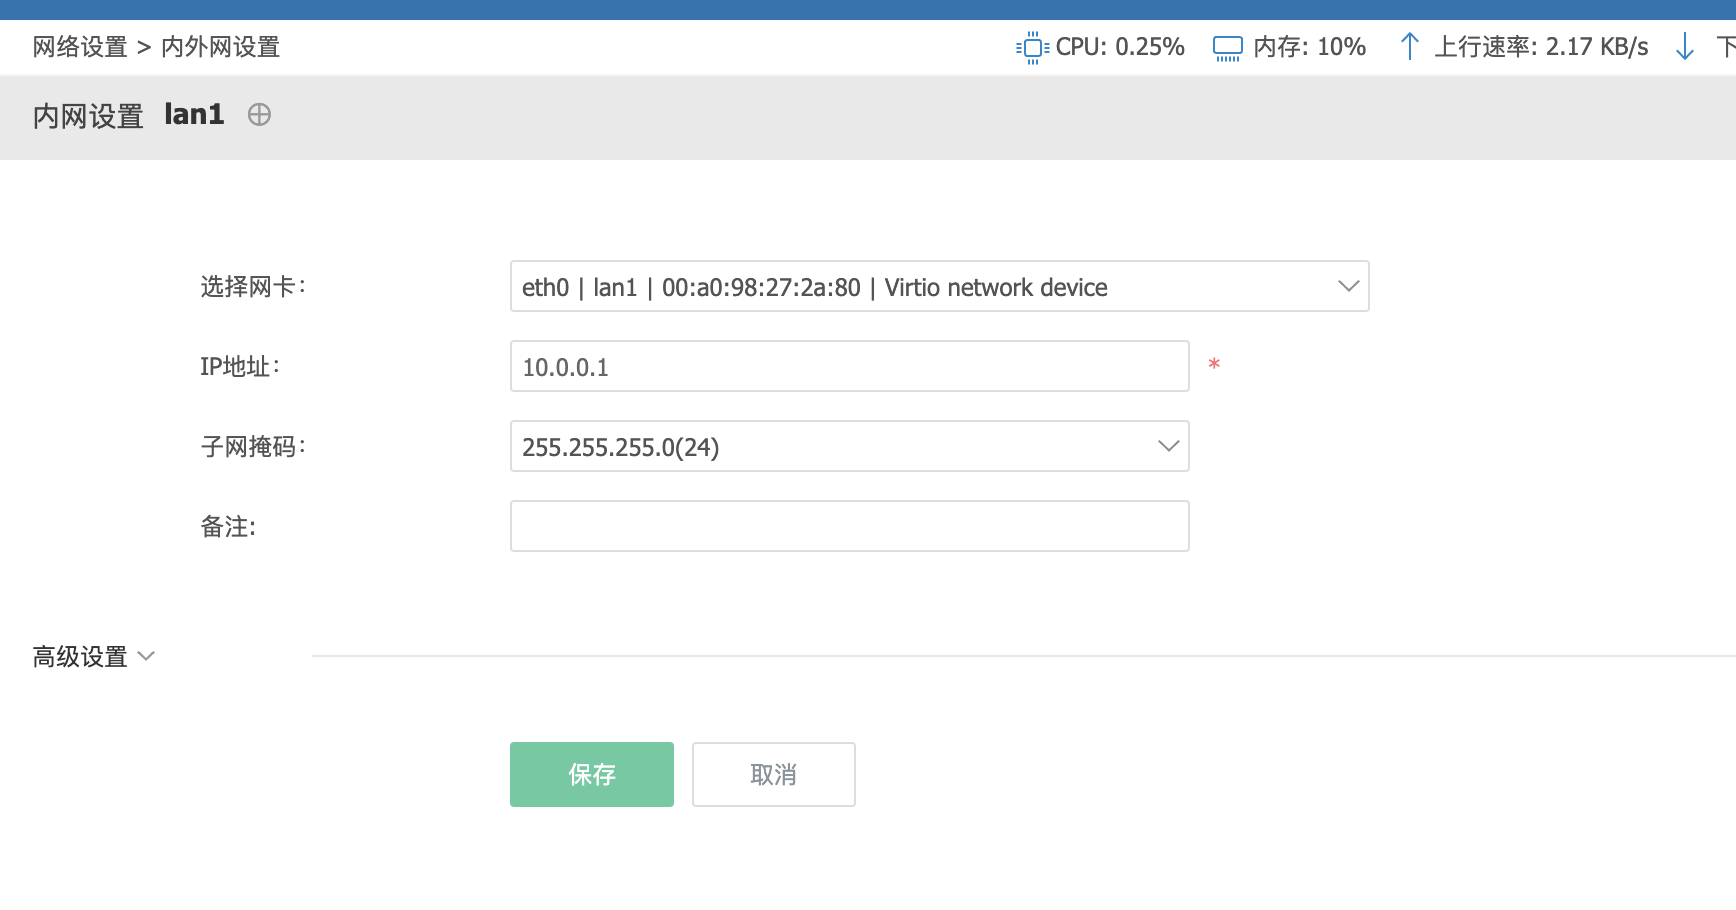 网络设置 > 内外网设置 CPU: 0.25% 内存: 10% 上行速率: 2.17 KB/s
内网设置 lan1
选择网卡: eth0 | lan1 | 00:a0:98:27:2a:80 | Virtio network device
IP地址: 10.0.0.1 *
子网掩码: 255.255.255.0(24)
备注:
高级设置
保存 取消